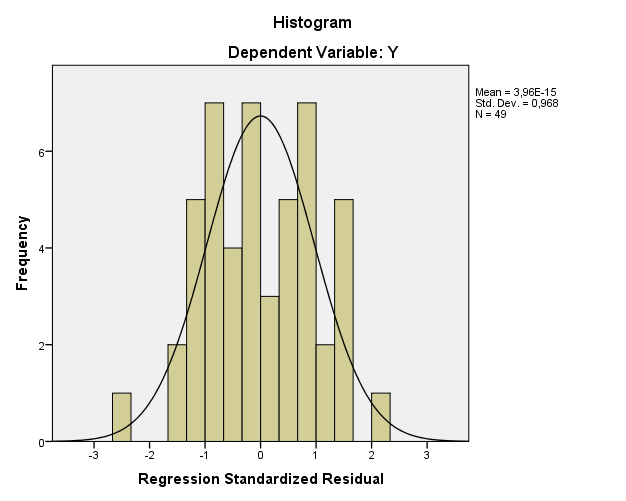 Histogram
Dependent Variable: Y
Mean = 3,96E-15
Std. Dev. = 0,968
N = 49
Frequency
6
4
2
0
-3 -2 -1 0 1 2 3
Regression Standardized Residual